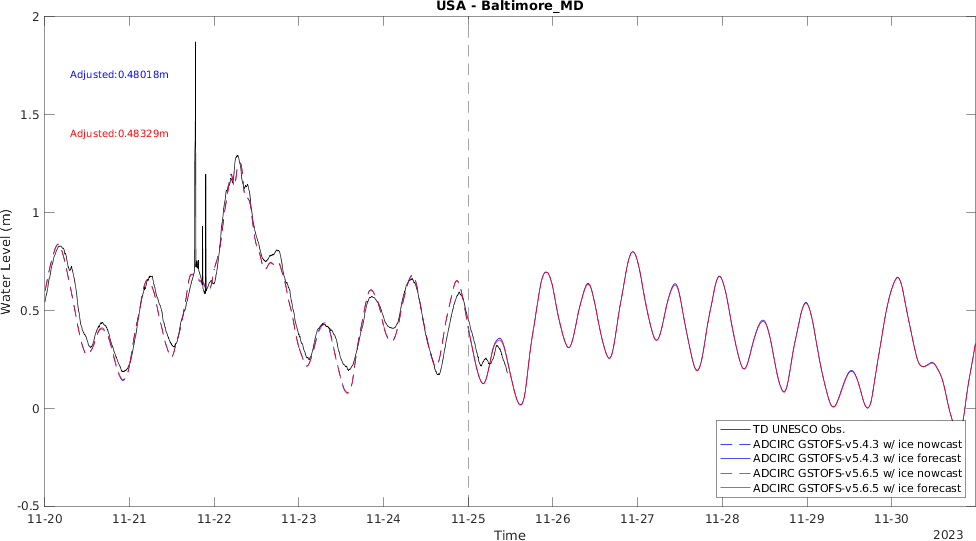 USA - Baltimore_MD
Adjusted:0.48018m
Adjusted:0.48329m
Water Level (m)
2
1.5
1
0.5
0
-0.5
TD UNESCO Obs.
ADCIRC GSTOFS-v5.4.3 w/ ice nowcast
ADCIRC GSTOFS-v5.4.3 w/ ice forecast
ADCIRC GSTOFS-v5.6.5 w/ ice nowcast
ADCIRC GSTOFS-v5.6.5 w/ ice forecast
11-20 11-21 11-22 11-23 11-24 11-25 11-26 11-27 11-28 11-29 11-30
Time
2023